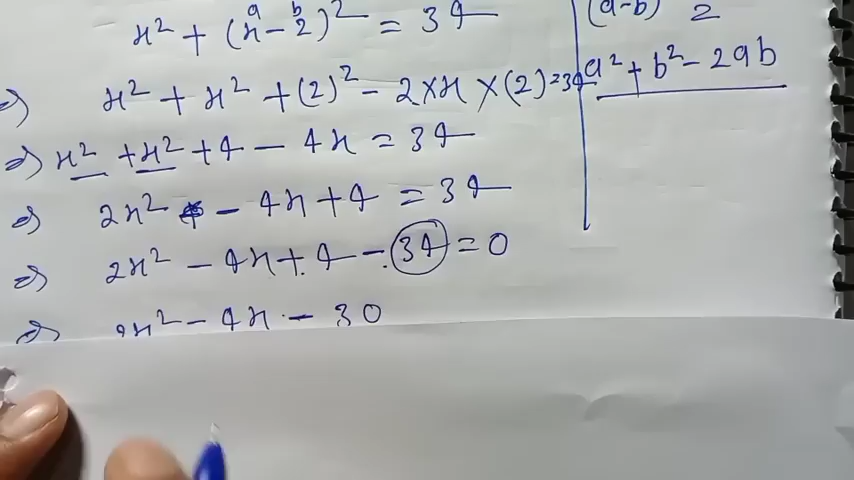 x² + (x - 2)² = 34
a b
⇒ x² + x² + (2)² - 2 × x × (2) = 34
⇒ x² + x² + 4 - 4x = 34
⇒ 2x² - 4x + 4 = 34
⇒ 2x² - 4x + 4 - 34 = 0
⇒ 2x² - 4x - 30
(a-b) 2
a² + b² - 2ab